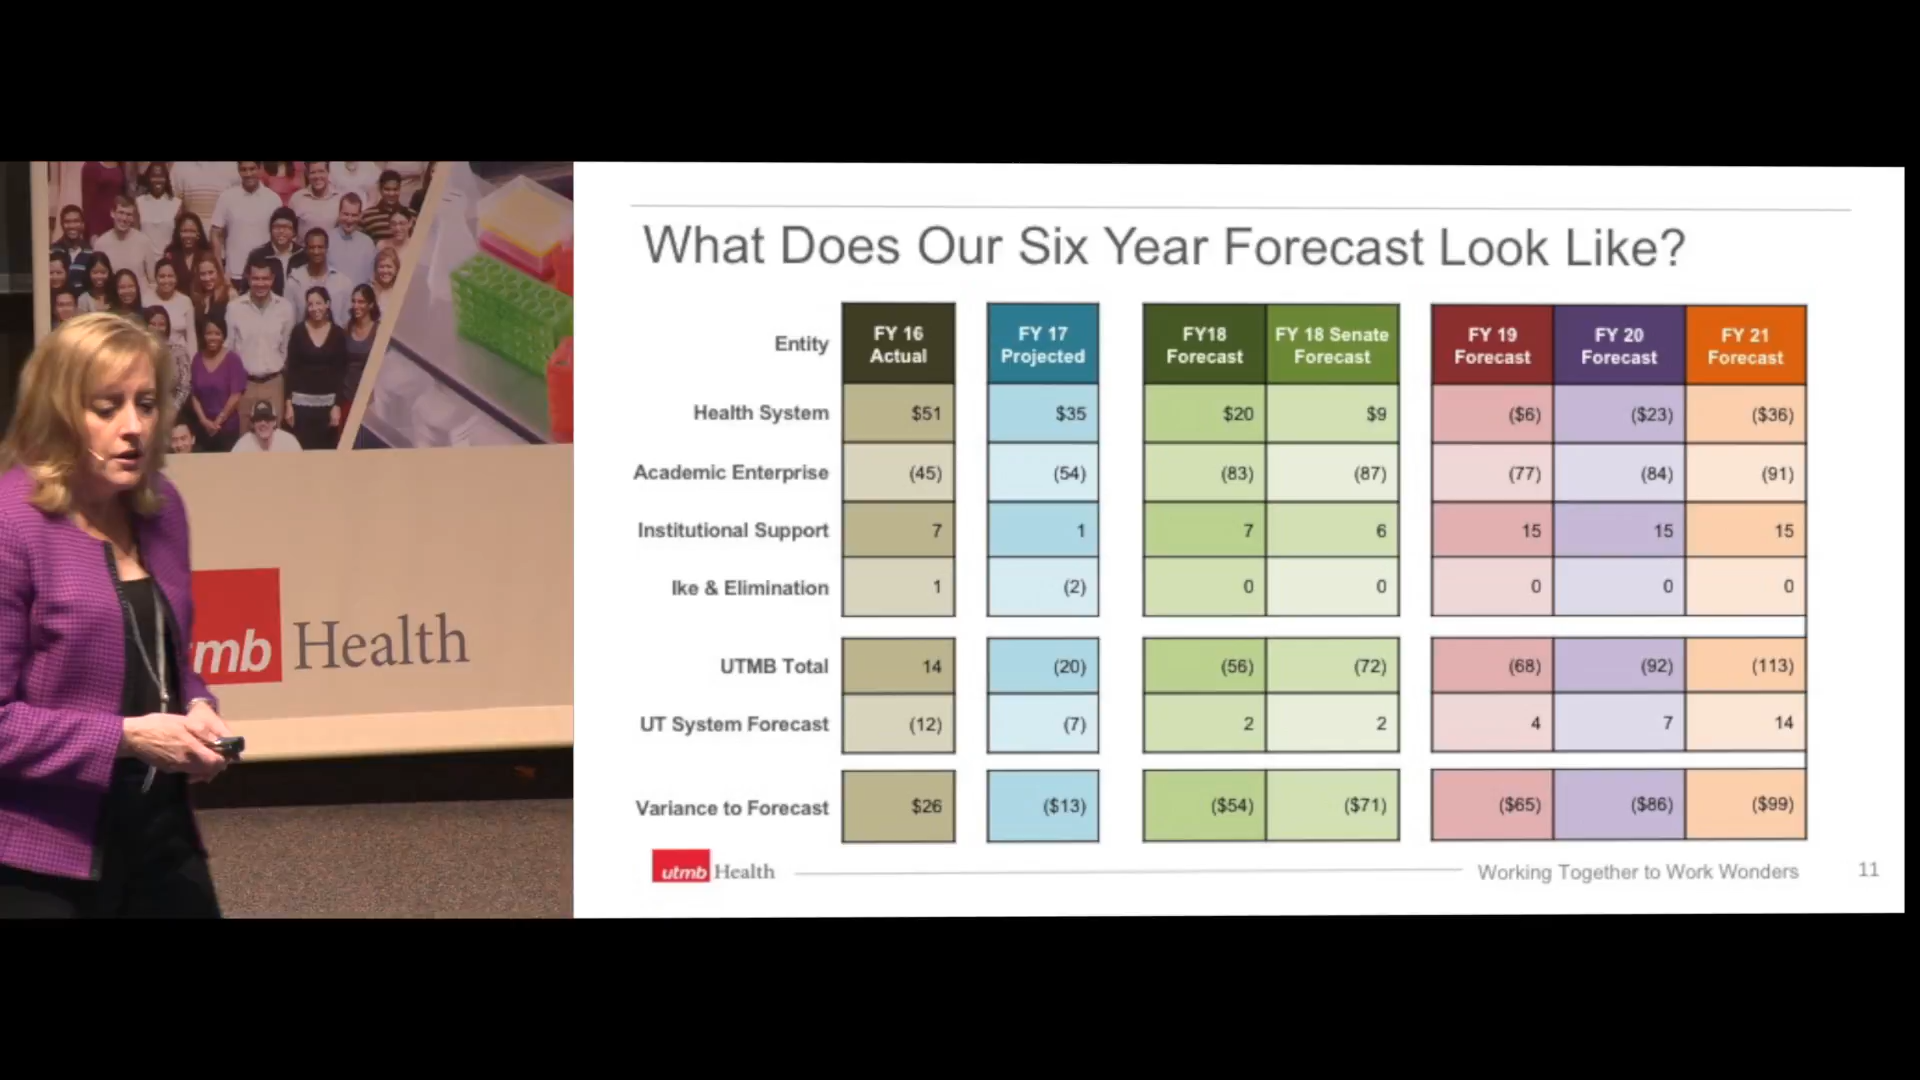 What Does Our Six Year Forecast Look Like?
Entity
FY 16 Actual
FY 17 Projected
FY18 Forecast
FY 18 Senate Forecast
FY 19 Forecast
FY 20 Forecast
FY 21 Forecast
Health System $51 $35 $20 $9 ($6) ($23) ($36)
Academic Enterprise (45) (54) (83) (87) (77) (84) (91)
Institutional Support 7 1 7 6 15 15 15
Ike & Elimination 1 (2) 0 0 0 0 0
UTMB Total 14 (20) (56) (72) (68) (92) (113)
UT System Forecast (12) (7) 2 2 4 7 14
Variance to Forecast $26 ($13) ($54) ($71) ($65) ($86) ($99)
utmb Health
Working Together to Work Wonders 11
mb Health